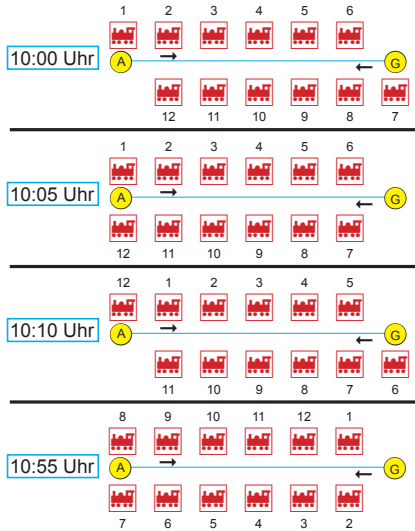 1 2 3 4 5 6
10:00 Uhr A G
12 11 10 9 8 7
1 2 3 4 5 6
10:05 Uhr A G
12 11 10 9 8 7
12 1 2 3 4 5
10:10 Uhr A G
11 10 9 8 7 6
8 9 10 11 12 1
10:55 Uhr A G
7 6 5 4 3 2